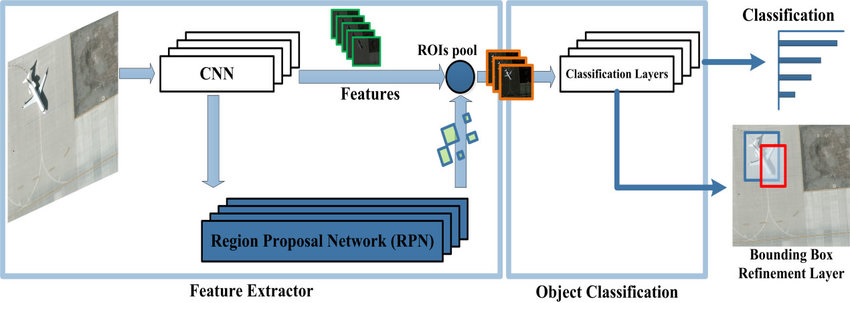 Classification
ROIs pool
CNN
Classification Layers
Features
Region Proposal Network (RPN)
Bounding Box
Refinement Layer
Feature Extractor
Object Classification